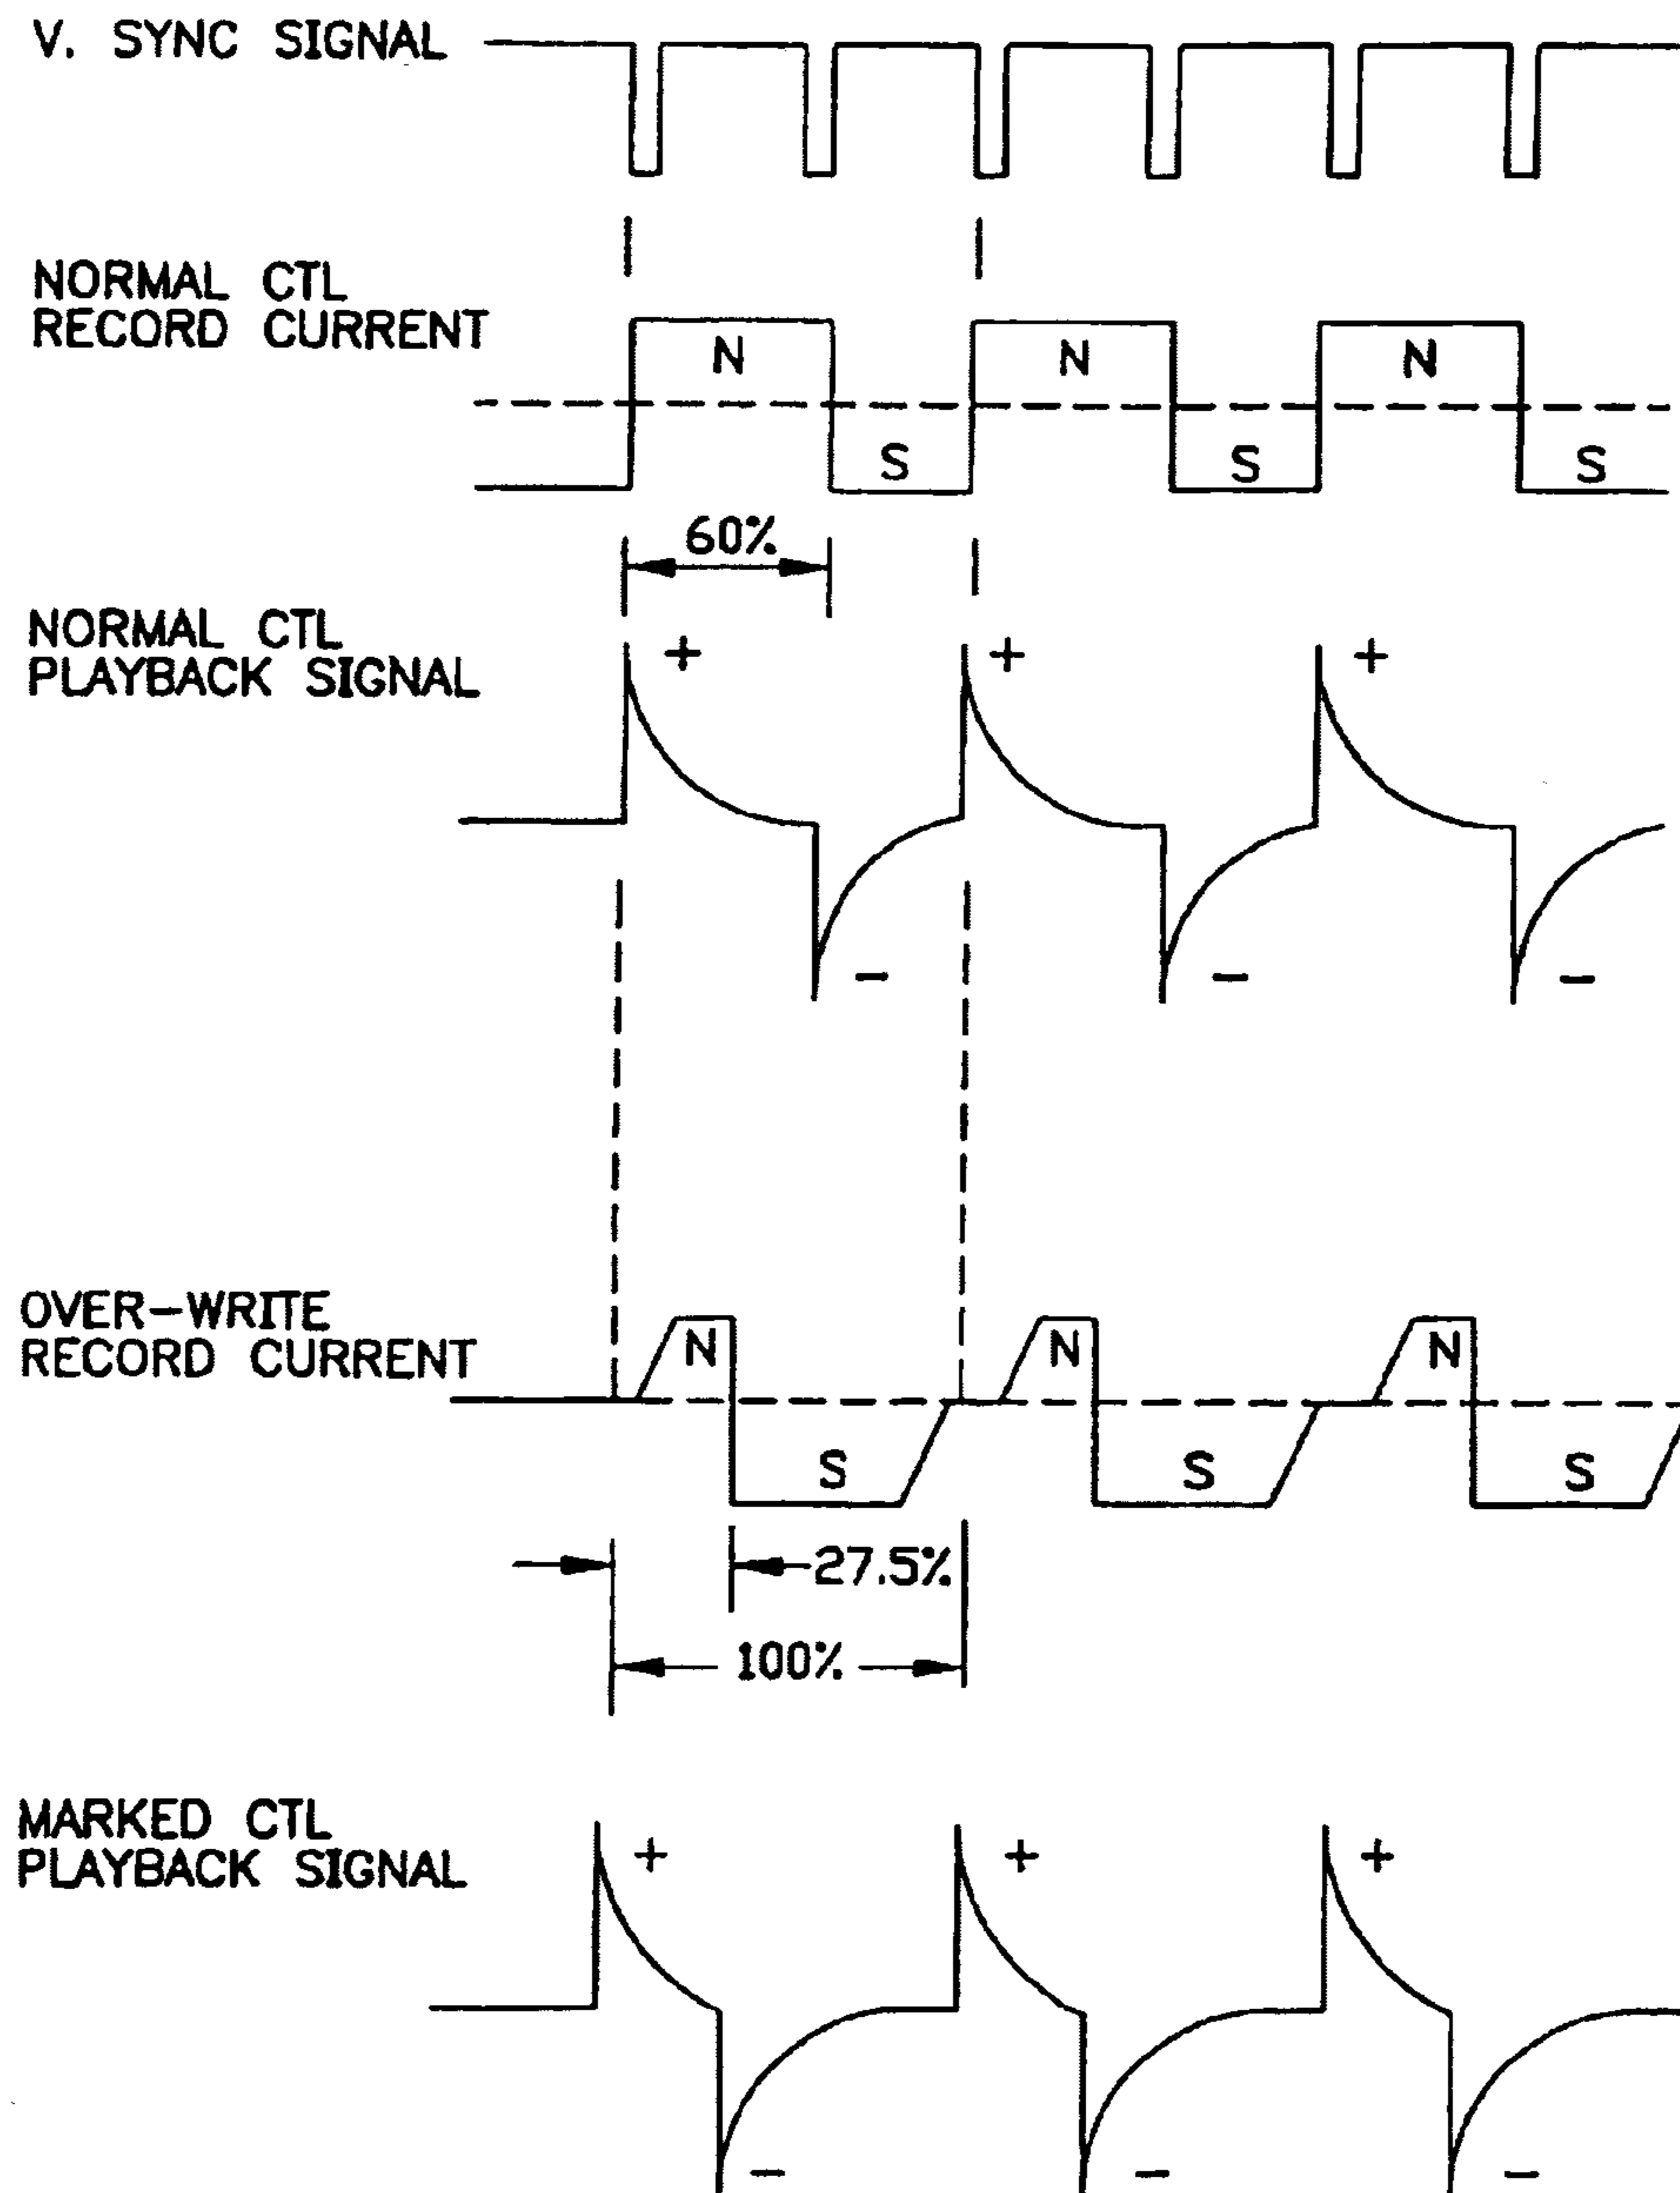 V. SYNC SIGNAL
NORMAL CTL
RECORD CURRENT
N N N
S S S
60%
NORMAL CTL
PLAYBACK SIGNAL
+ + +
- - -
OVER-WRITE
RECORD CURRENT
N N N
S S S
27.5%
100%
MARKED CTL
PLAYBACK SIGNAL
+ + +
- - -